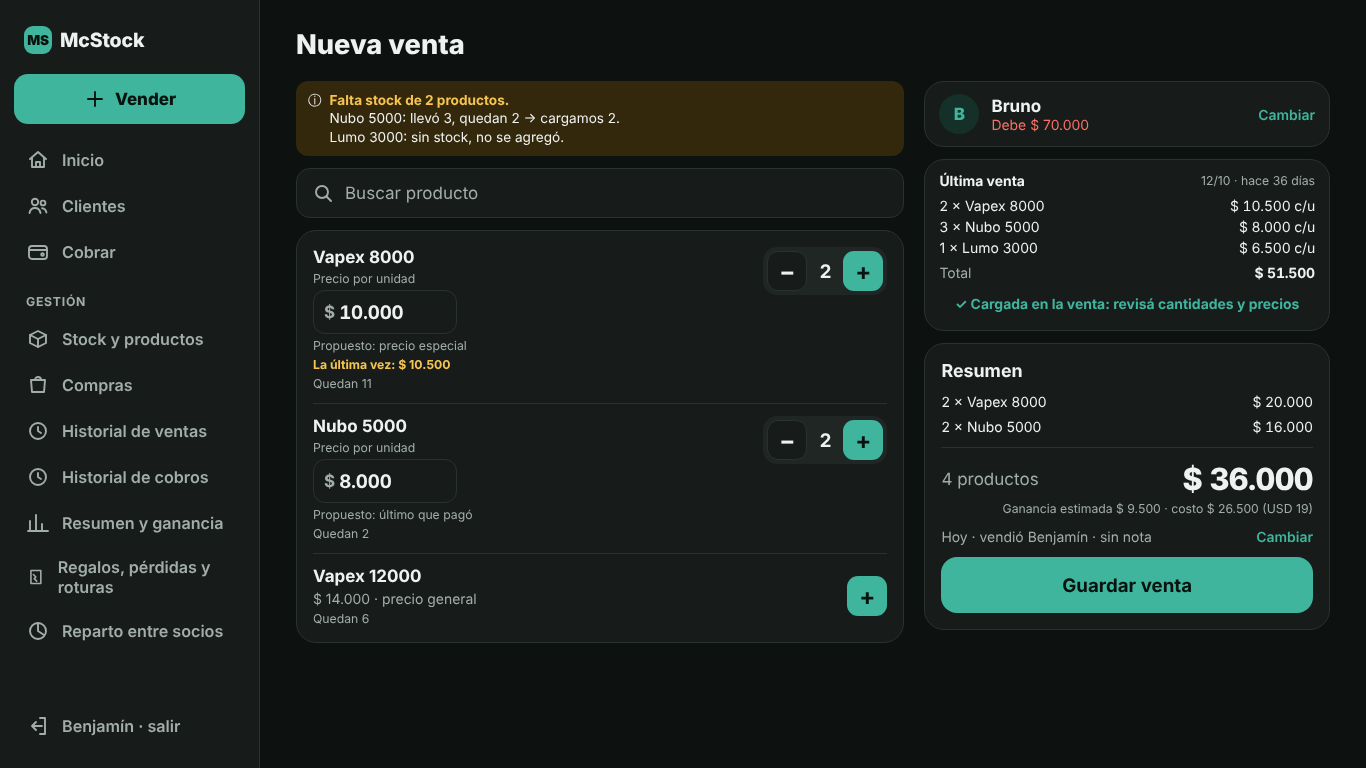 MS McStock
+ Vender
Inicio
Clientes
Cobrar
GESTIÓN
Stock y productos
Compras
Historial de ventas
Historial de cobros
Resumen y ganancia
Regalos, pérdidas y
roturas
Reparto entre socios
Benjamín · salir
Nueva venta
Falta stock de 2 productos.
Nubo 5000: llevó 3, quedan 2 → cargamos 2.
Lumo 3000: sin stock, no se agregó.
Buscar producto
Vapex 8000
Precio por unidad
$ 10.000
Propuesto: precio especial
La última vez: $ 10.500
Quedan 11
− 2 +
Nubo 5000
Precio por unidad
$ 8.000
Propuesto: último que pagó
Quedan 2
− 2 +
Vapex 12000
$ 14.000 · precio general
Quedan 6
+
B
Bruno
Debe $ 70.000
Cambiar
Última venta 12/10 · hace 36 días
2 × Vapex 8000 $ 10.500 c/u
3 × Nubo 5000 $ 8.000 c/u
1 × Lumo 3000 $ 6.500 c/u
Total $ 51.500
✓ Cargada en la venta: revisá cantidades y precios
Resumen
2 × Vapex 8000 $ 20.000
2 × Nubo 5000 $ 16.000
4 productos $ 36.000
Ganancia estimada $ 9.500 · costo $ 26.500 (USD 19)
Hoy · vendió Benjamín · sin nota Cambiar
Guardar venta